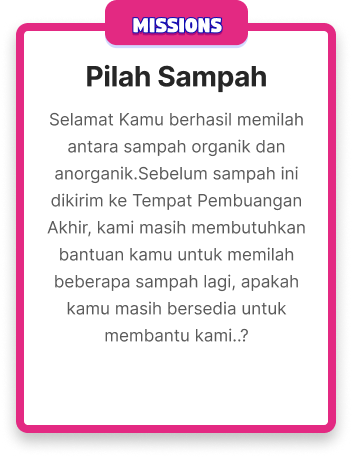 MISSIONS
Pilah Sampah
Selamat Kamu berhasil memilah
antara sampah organik dan
anorganik.Sebelum sampah ini
dikirim ke Tempat Pembuangan
Akhir, kami masih membutuhkan
bantuan kamu untuk memilah
beberapa sampah lagi, apakah
kamu masih bersedia untuk
membantu kami..?